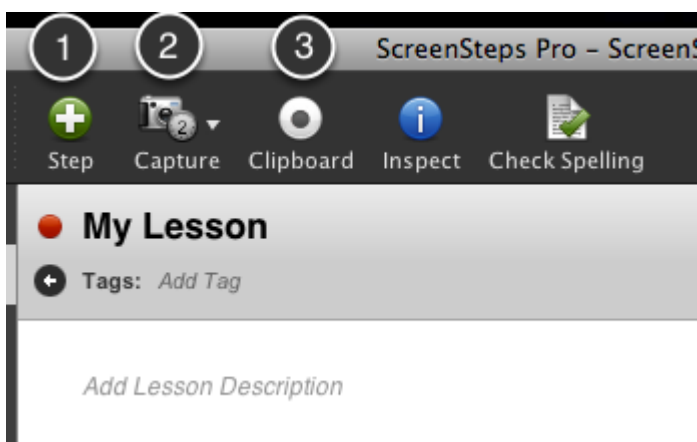 1 2 3
ScreenSteps Pro – ScreenS
2
Step Capture Clipboard Inspect Check Spelling
My Lesson
Tags: Add Tag
Add Lesson Description